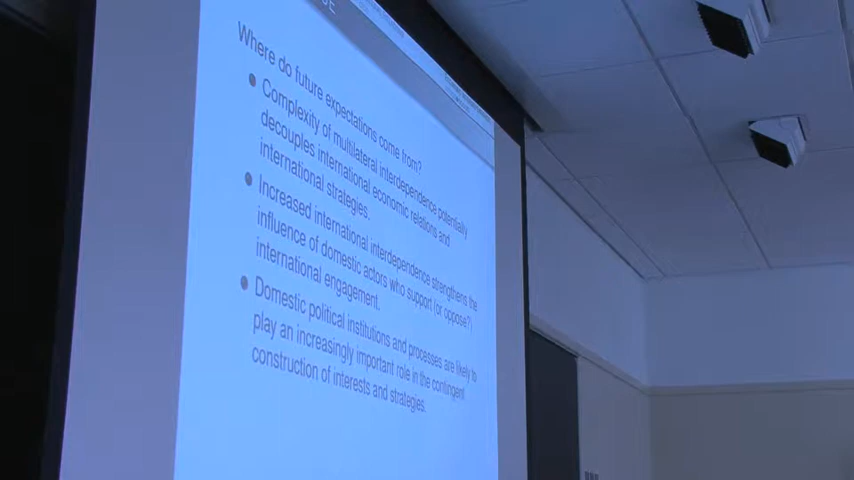 Where do future expectations come from?
Complexity of multilateral interdependence potentially
decouples international economic relations and
international strategies.
Increased international interdependence strengthens the
influence of domestic actors who support (or oppose?)
international engagement.
Domestic political institutions and processes are likely to
play an increasingly important role in the contingent
construction of interests and strategies.